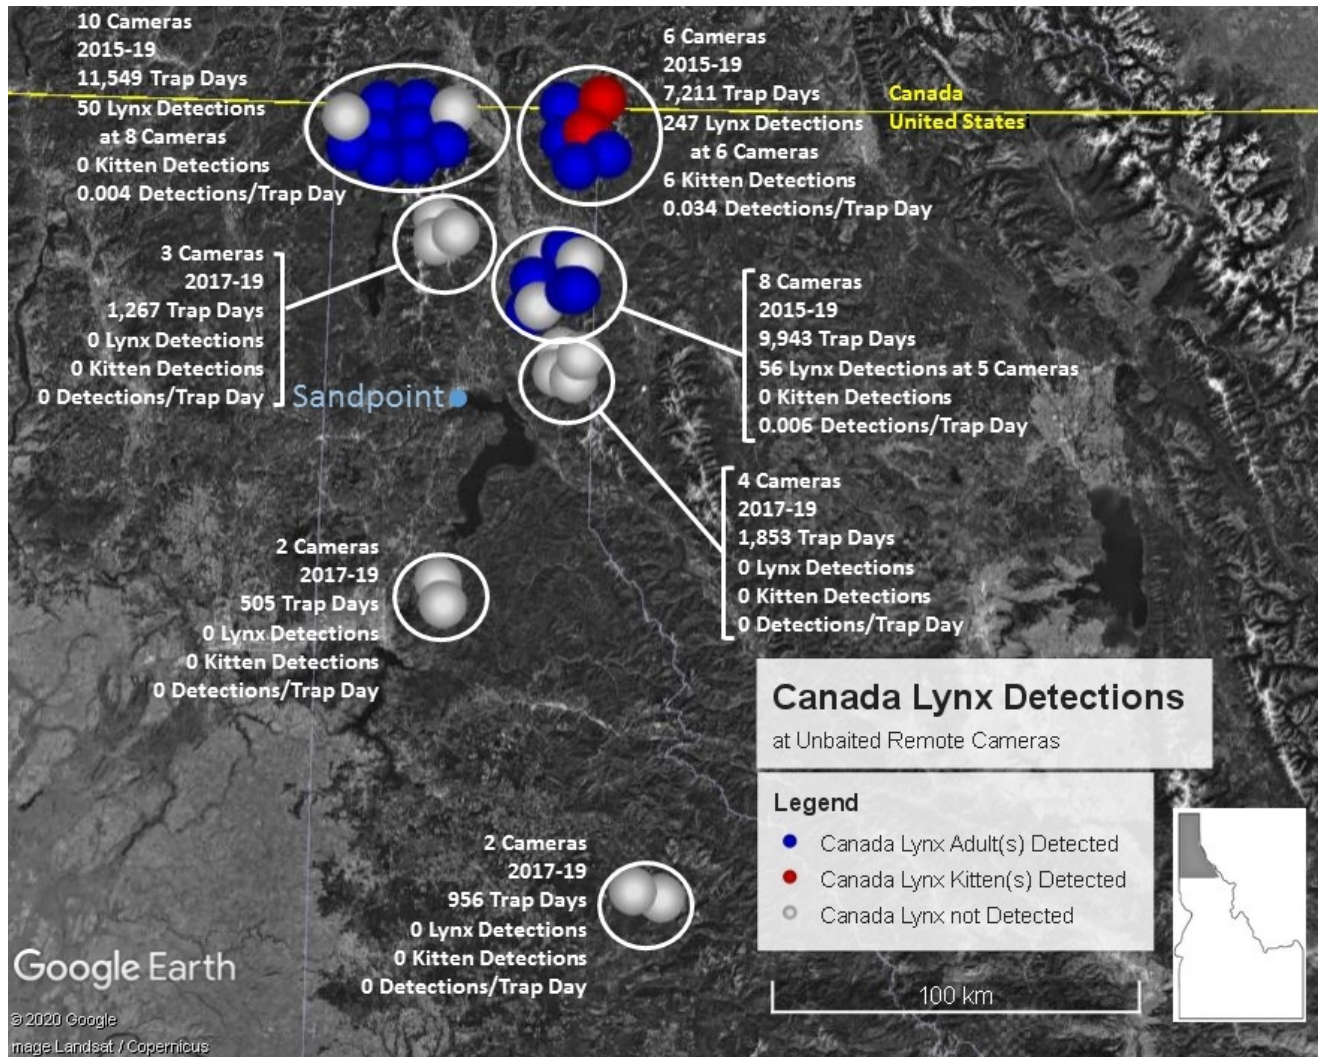 10 Cameras
2015-19
11,549 Trap Days
50 Lynx Detections
at 8 Cameras
0 Kitten Detections
0.004 Detections/Trap Day
6 Cameras
2015-19
7,211 Trap Days
247 Lynx Detections
at 6 Cameras
6 Kitten Detections
0.034 Detections/Trap Day
Canada
United States
3 Cameras
2017-19
1,267 Trap Days
0 Lynx Detections
0 Kitten Detections
0 Detections/Trap Day
8 Cameras
2015-19
9,943 Trap Days
56 Lynx Detections at 5 Cameras
0 Kitten Detections
0.006 Detections/Trap Day
Sandpoint
4 Cameras
2017-19
1,853 Trap Days
0 Lynx Detections
0 Kitten Detections
0 Detections/Trap Day
2 Cameras
2017-19
505 Trap Days
0 Lynx Detections
0 Kitten Detections
0 Detections/Trap Day
Canada Lynx Detections
at Unbaited Remote Cameras
Legend
Canada Lynx Adult(s) Detected
Canada Lynx Kitten(s) Detected
Canada Lynx not Detected
2 Cameras
2017-19
956 Trap Days
0 Lynx Detections
0 Kitten Detections
0 Detections/Trap Day
100 km
Google Earth
© 2020 Google
mage Landsat / Copernicus